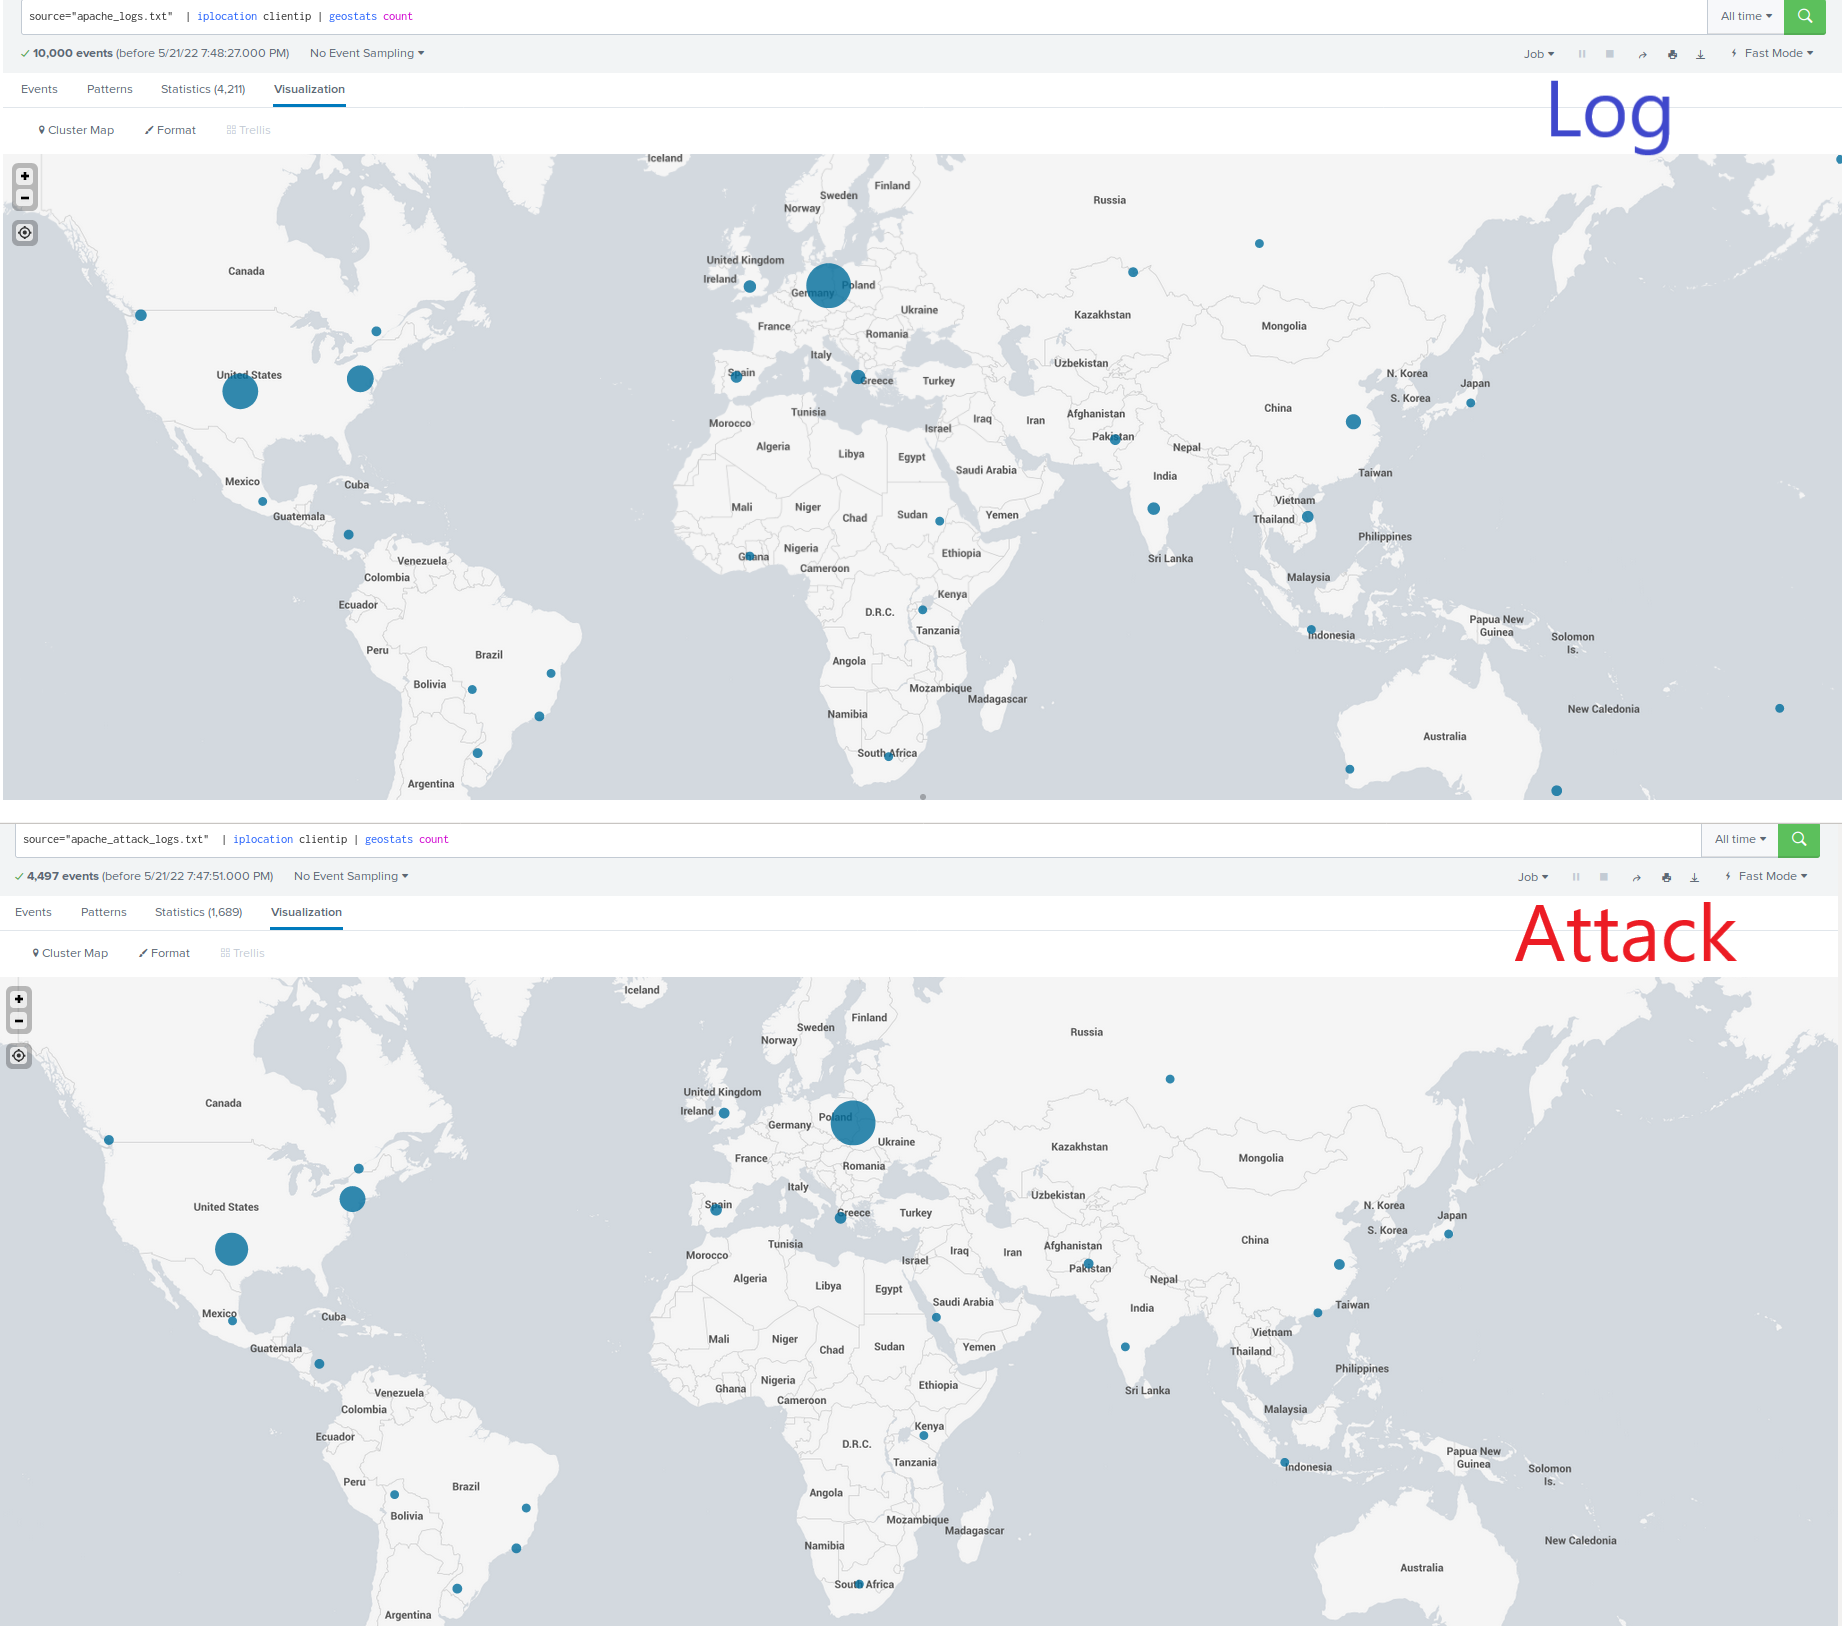 source="apache_logs.txt" | iplocation clientip | geostats count
All time
10,000 events (before 5/21/22 7:48:27.000 PM) No Event Sampling
Job Fast Mode
Events Patterns Statistics (4,211) Visualization
Log
Cluster Map Format Trellis
Iceland
Finland
Sweden
Norway
Russia
United Kingdom
Canada
Ireland
Poland
Germany
Ukraine
Kazakhstan
France
Mongolia
Romania
Italy
Uzbekistan
United States
Spain
N. Korea
Greece
Turkey
Japan
S. Korea
China
Tunisia
Afghanistan
Morocco
Iraq
Iran
Israel
Pakistan
Algeria
Nepal
Libya
Egypt
Saudi Arabia
Taiwan
India
Mexico
Cuba
Vietnam
Mali
Niger
Guatemala
Chad
Sudan
Yemen
Thailand
Philippines
Nigeria
Ghana
Ethiopia
Sri Lanka
Venezuela
Cameroon
Colombia
Malaysia
Kenya
Ecuador
D.R.C.
Papua New
Guinea
Tanzania
Indonesia
Solomon
Is.
Peru
Brazil
Angola
Bolivia
Mozambique
Madagascar
New Caledonia
Namibia
Australia
South Africa
Argentina
source="apache_attack_logs.txt" | iplocation clientip | geostats count
All time
4,497 events (before 5/21/22 7:47:51.000 PM) No Event Sampling
Job Fast Mode
Events Patterns Statistics (1,689) Visualization
Attack
Cluster Map Format Trellis
Iceland
Finland
Sweden
Russia
Norway
United Kingdom
Canada
Ireland
Poland
Germany
Ukraine
Kazakhstan
France
Mongolia
Romania
Italy
Uzbekistan
United States
Spain
N. Korea
Greece
Turkey
Japan
S. Korea
China
Tunisia
Afghanistan
Morocco
Iraq
Iran
Israel
Pakistan
Algeria
Nepal
Libya
Egypt
Saudi Arabia
Taiwan
India
Mexico
Cuba
Vietnam
Mali
Niger
Guatemala
Chad
Sudan
Yemen
Thailand
Philippines
Nigeria
Ghana
Ethiopia
Sri Lanka
Venezuela
Cameroon
Colombia
Malaysia
Kenya
Ecuador
D.R.C.
Papua New
Guinea
Tanzania
Indonesia
Solomon
Is.
Peru
Brazil
Angola
Bolivia
Mozambique
Madagascar
New Caledonia
Namibia
Australia
South Africa
Argentina